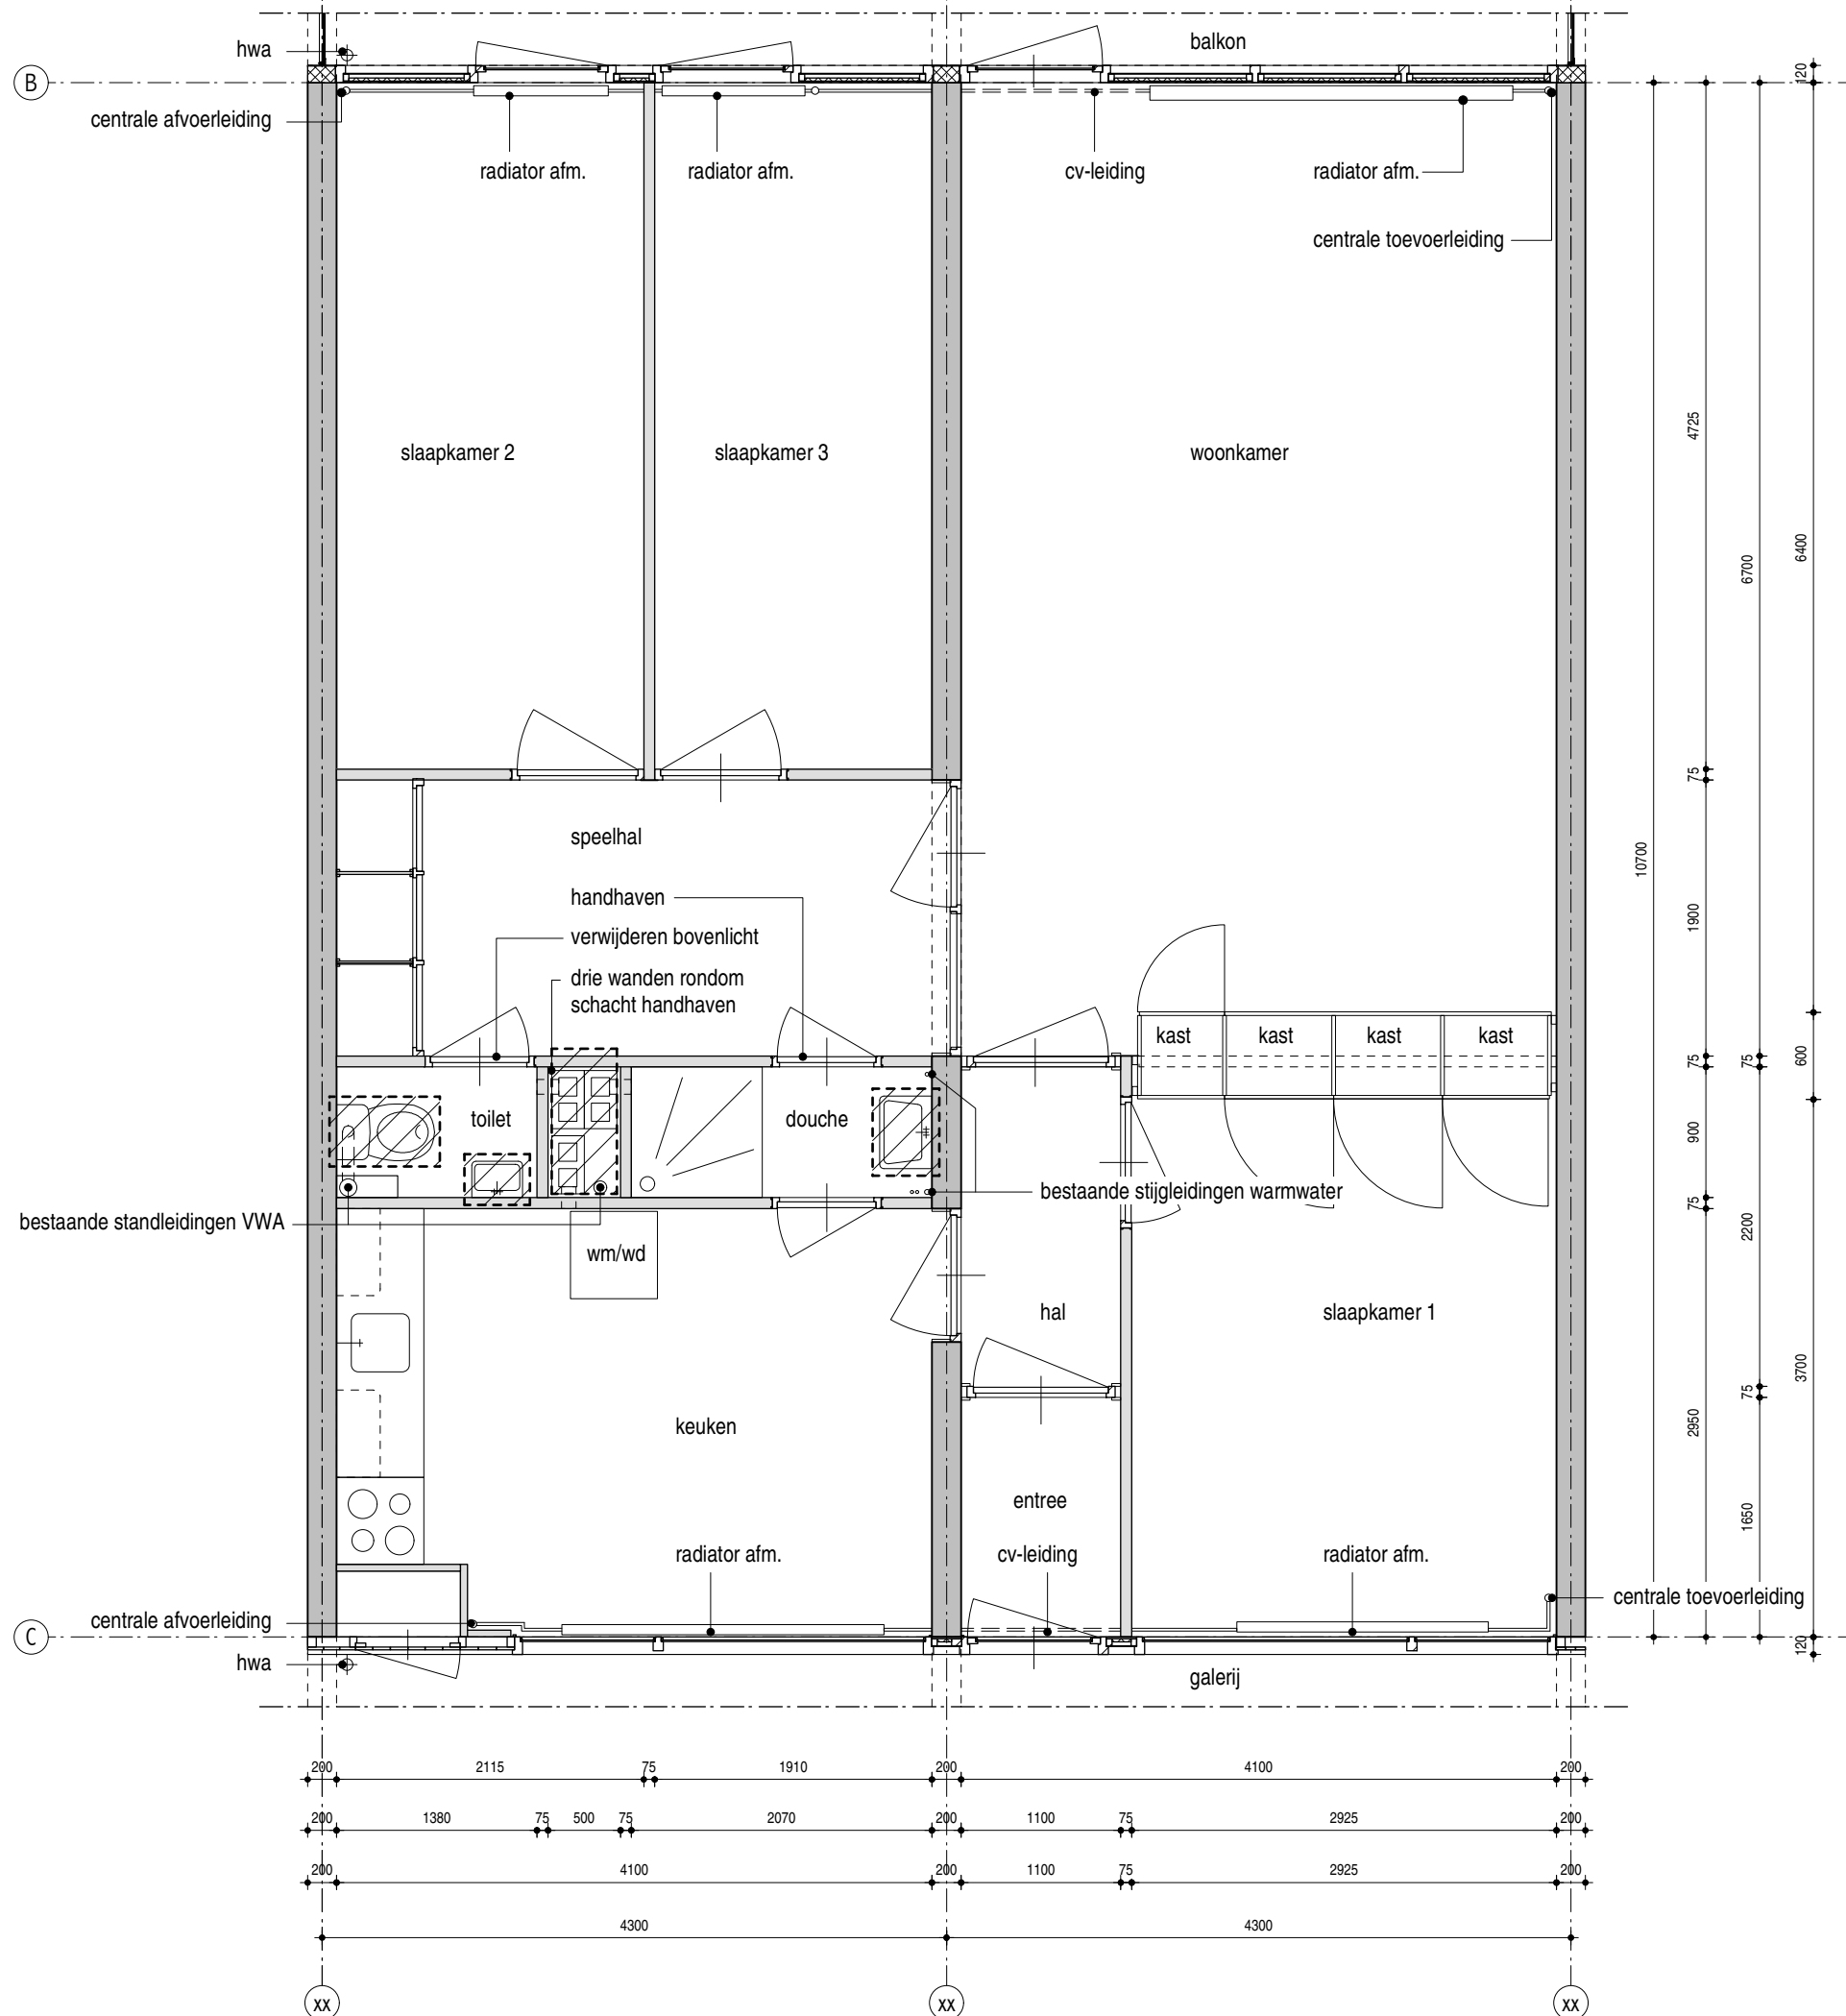 hwa
balkon
B
120
centrale afvoerleiding
radiator afm.
radiator afm.
cv-leiding
radiator afm.
centrale toevoerleiding
slaapkamer 2
slaapkamer 3
woonkamer
4725
6400
6700
75
speelhal
10700
handhaven
1900
verwijderen bovenlicht
drie wanden rondom
schacht handhaven
kast
kast
kast
kast
75
75
600
toilet
douche
900
bestaande stijgleidingen warmwater
75
bestaande standleidingen VWA
2200
wm/wd
hal
slaapkamer 1
3700
75
keuken
2950
entree
1650
radiator afm.
cv-leiding
radiator afm.
centrale toevoerleiding
centrale afvoerleiding
C
120
hwa
galerij
200 2115 75 1910 200 4100 200
200 1380 75 500 75 2070 200 1100 75 2925 200
200 4100 200 1100 75 2925 200
4300 4300
xx xx xx